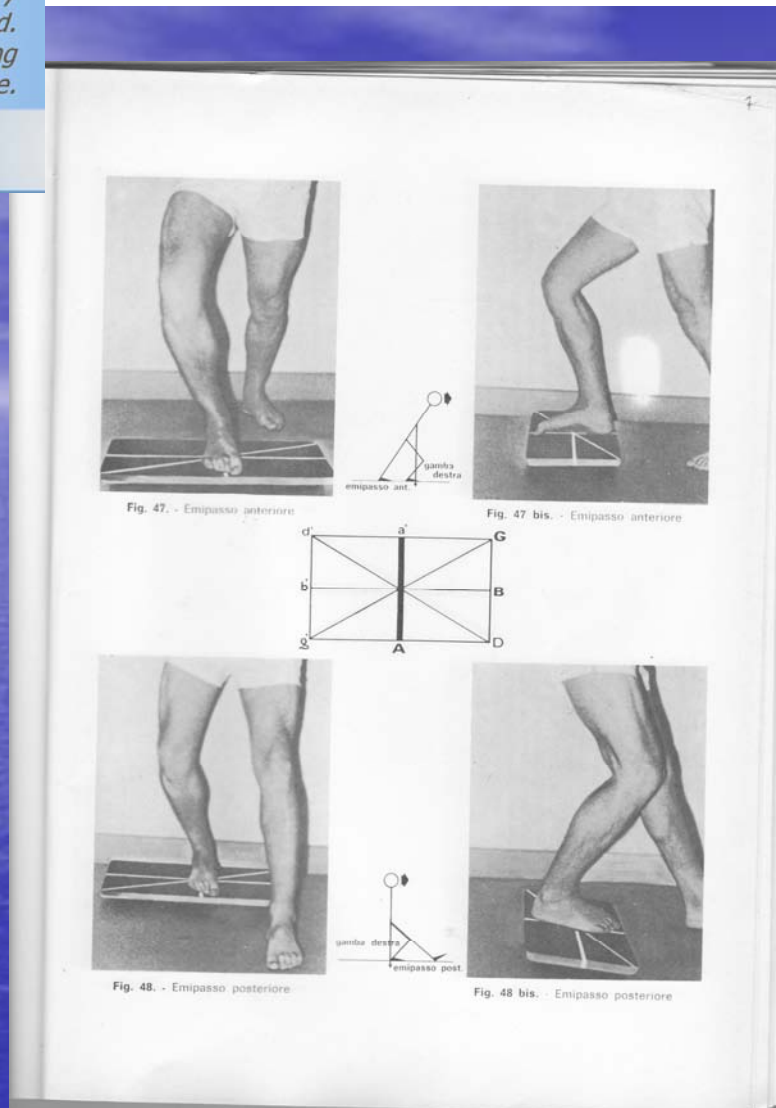 d.
ng
e.
7
gamba
destra
emipasso ant.
Fig. 47. - Emipasso anteriore
Fig. 47 bis. - Emipasso anteriore
d' a' G
b' B
g' A D
gamba destra
emipasso post.
Fig. 48. - Emipasso posteriore
Fig. 48 bis. - Emipasso posteriore